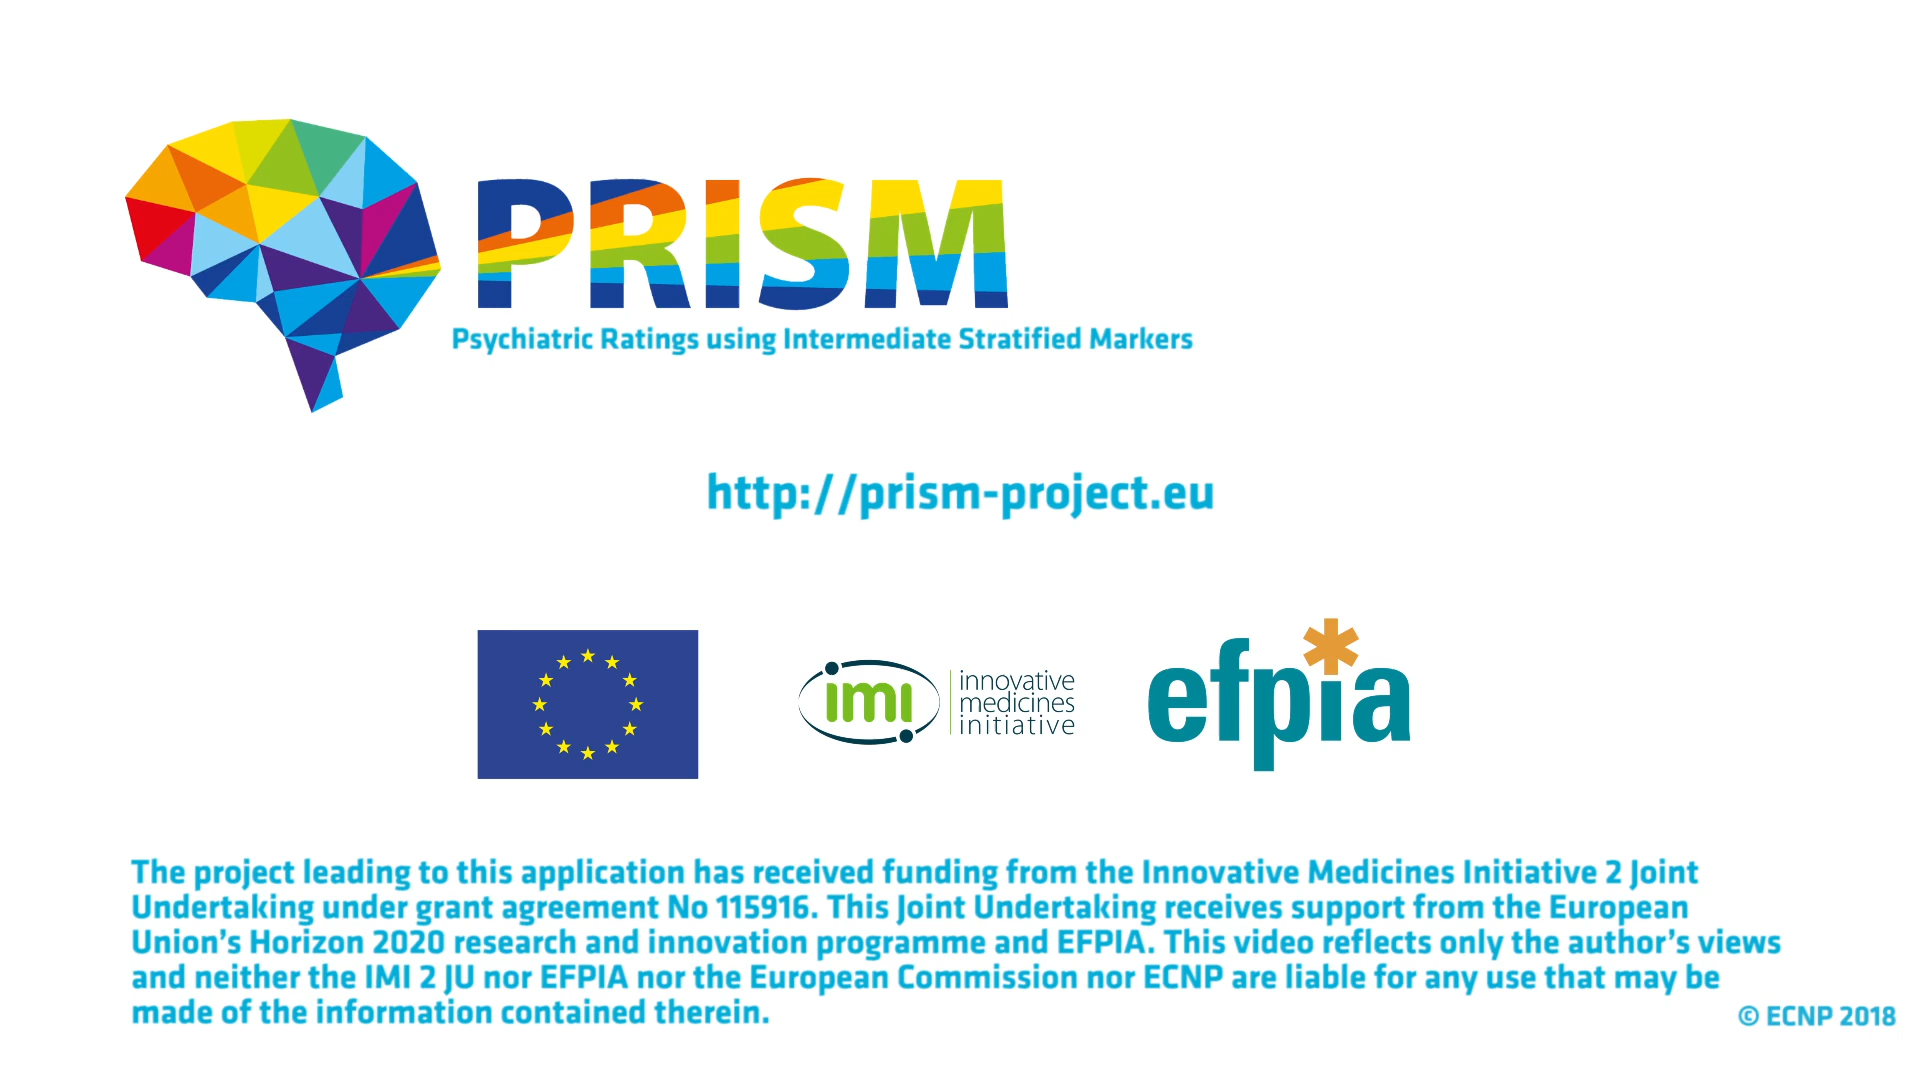 PRISM
Psychiatric Ratings using Intermediate Stratified Markers
http://prism-project.eu
imi
innovative
medicines
initiative
efpia
The project leading to this application has received funding from the Innovative Medicines Initiative 2 Joint
Undertaking under grant agreement No 115916. This Joint Undertaking receives support from the European
Union’s Horizon 2020 research and innovation programme and EFPIA. This video reflects only the author’s views
and neither the IMI 2 JU nor EFPIA nor the European Commission nor ECNP are liable for any use that may be
made of the information contained therein.
© ECNP 2018